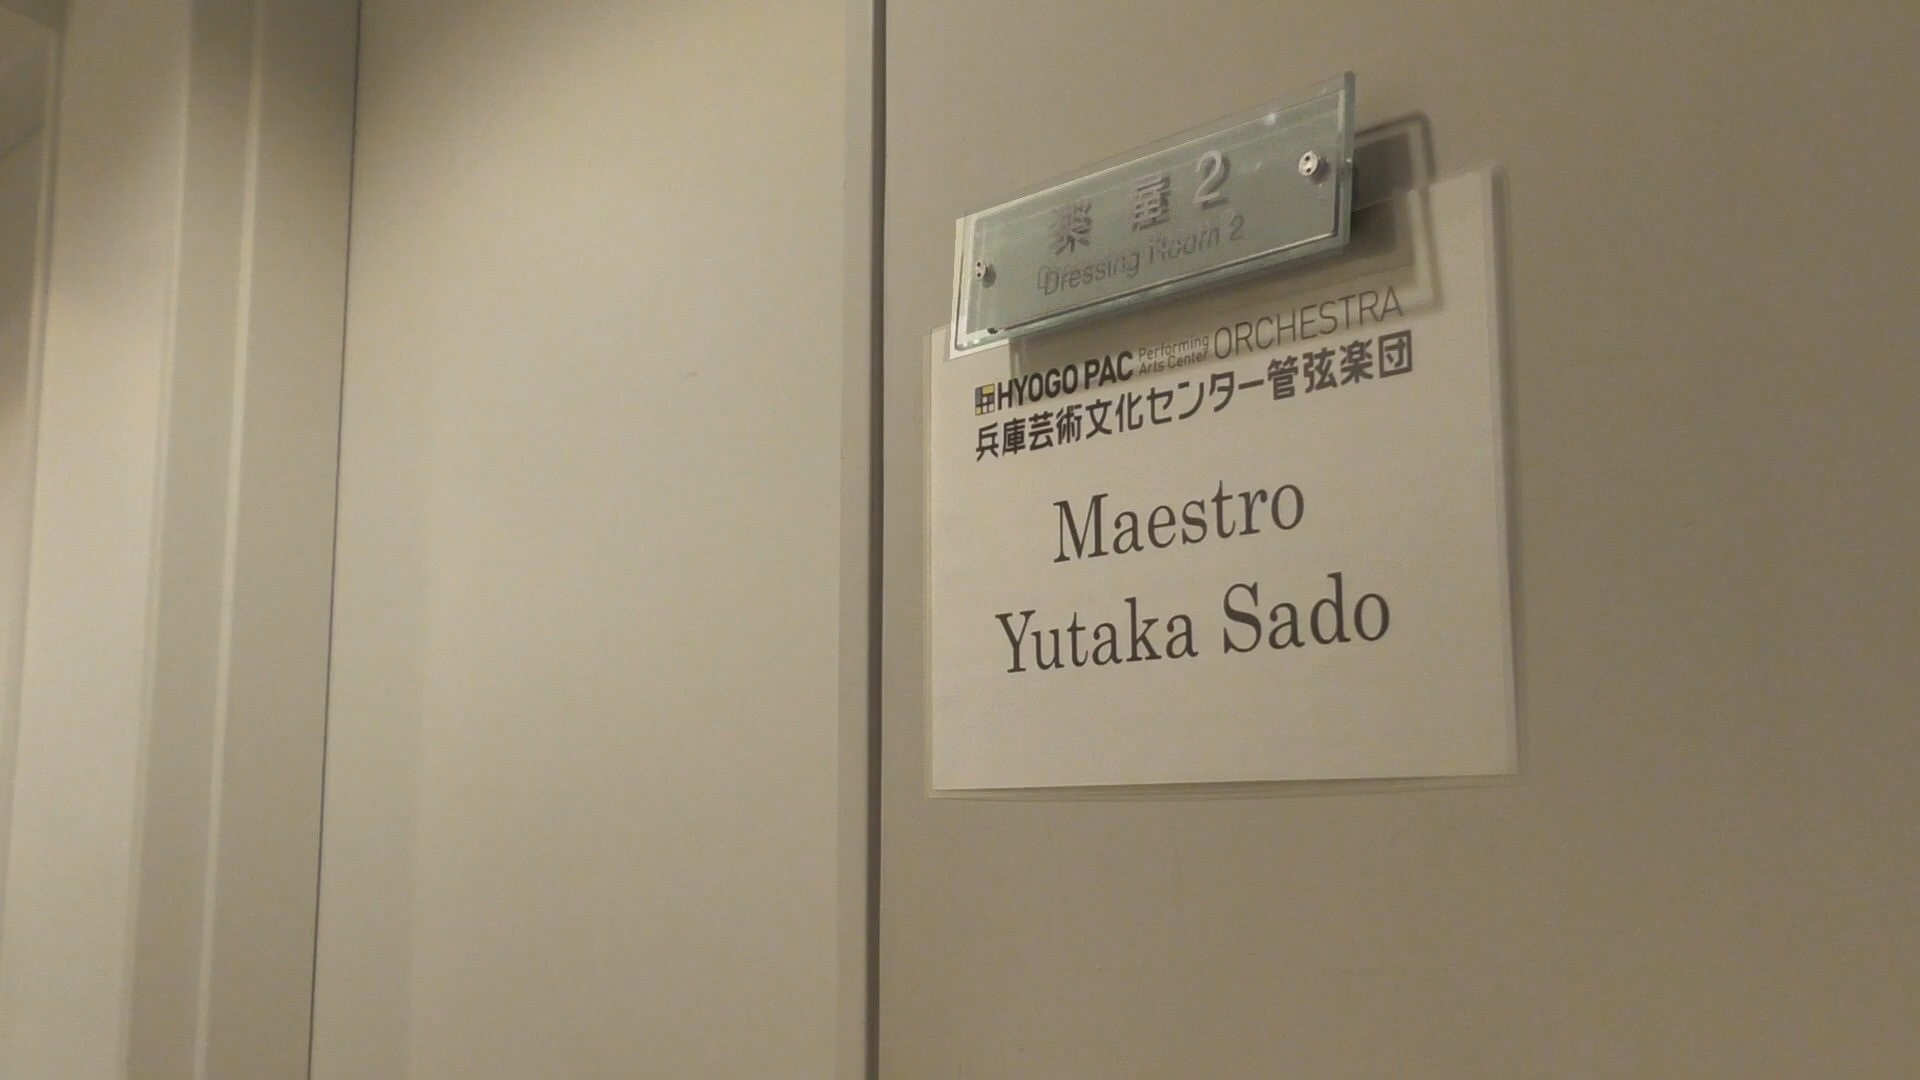 楽屋2
Dressing Room 2
HYOGO PAC Performing Arts Center ORCHESTRA
兵庫芸術文化センター管弦楽団
Maestro
Yutaka Sado